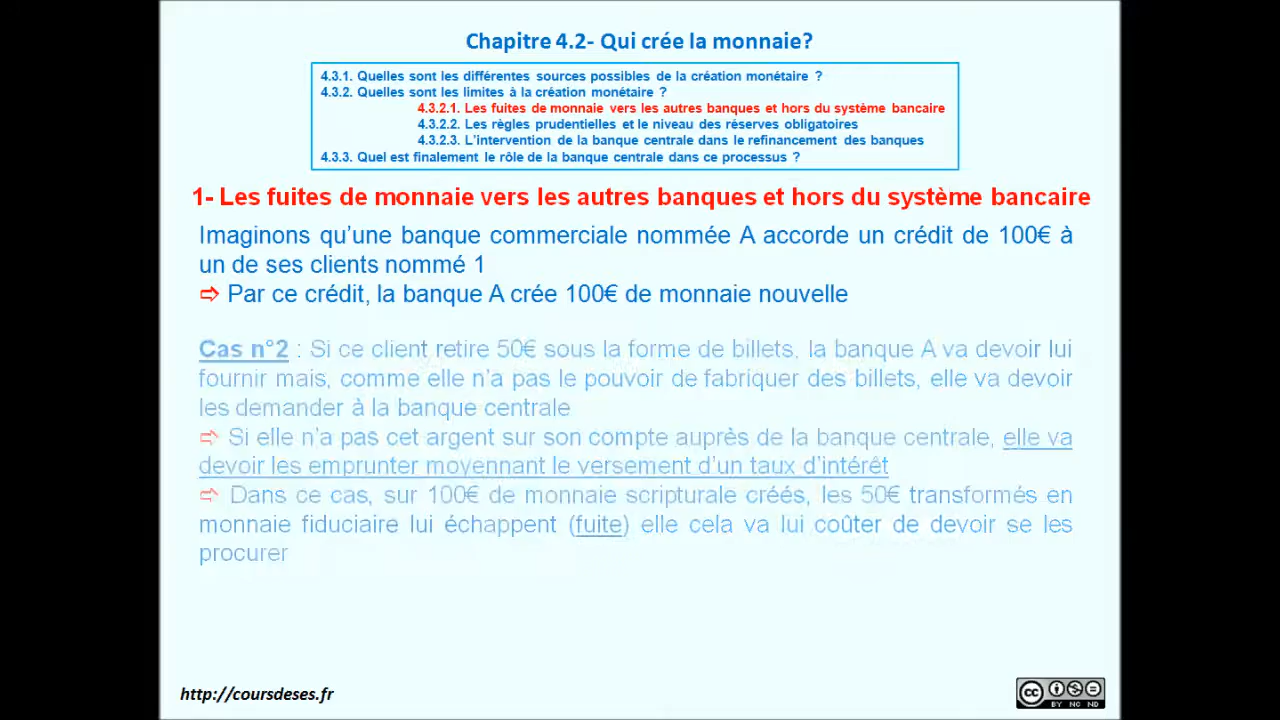 Chapitre 4.2- Qui crée la monnaie?
4.3.1. Quelles sont les différentes sources possibles de la création monétaire ?
4.3.2. Quelles sont les limites à la création monétaire ?
4.3.2.1. Les fuites de monnaie vers les autres banques et hors du système bancaire
4.3.2.2. Les règles prudentielles et le niveau des réserves obligatoires
4.3.2.3. L'intervention de la banque centrale dans le refinancement des banques
4.3.3. Quel est finalement le rôle de la banque centrale dans ce processus ?
1- Les fuites de monnaie vers les autres banques et hors du système bancaire
Imaginons qu'une banque commerciale nommée A accorde un crédit de 100€ à
un de ses clients nommé 1
⇨ Par ce crédit, la banque A crée 100€ de monnaie nouvelle
Cas n°2 : Si ce client retire 50€ sous la forme de billets, la banque A va devoir lui
fournir mais, comme elle n'a pas le pouvoir de fabriquer des billets, elle va devoir
les demander à la banque centrale
⇨ Si elle n'a pas cet argent sur son compte auprès de la banque centrale, elle va
devoir les emprunter moyennant le versement d'un taux d'intérêt
⇨ Dans ce cas, sur 100€ de monnaie scripturale créés, les 50€ transformés en
monnaie fiduciaire lui échappent (fuite) elle cela va lui coûter de devoir se les
procurer
http://coursdeses.fr
cc
BY NC ND